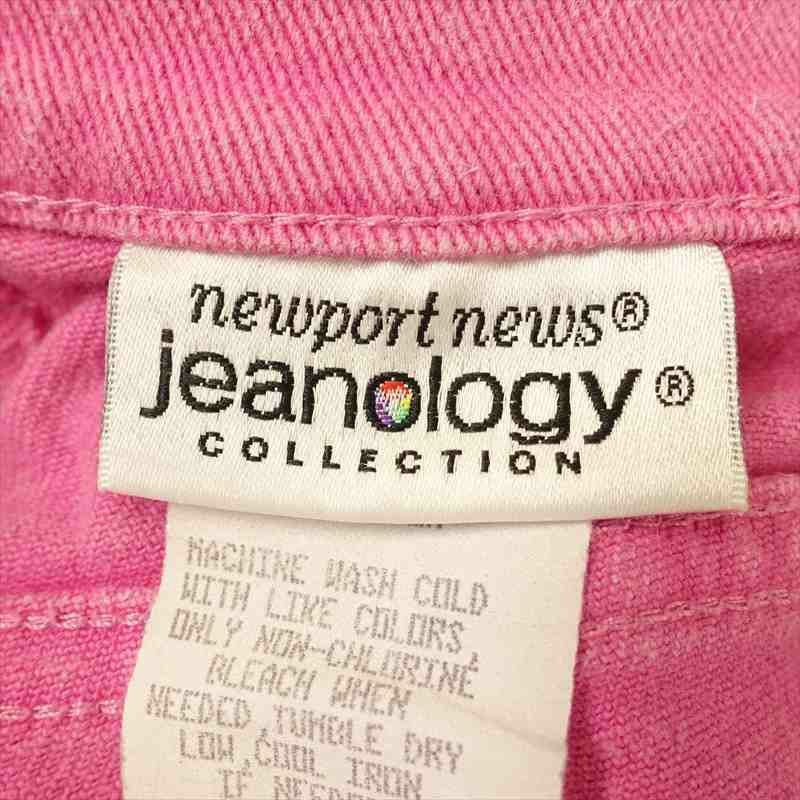 newport news®
jeanology®
COLLECTION
MACHINE WASH COLD
WITH LIKE COLORS,
ONLY NON-CHLORINE
BLEACH WHEN
NEEDED, TUMBLE DRY
LOW, COOL IRON
IF